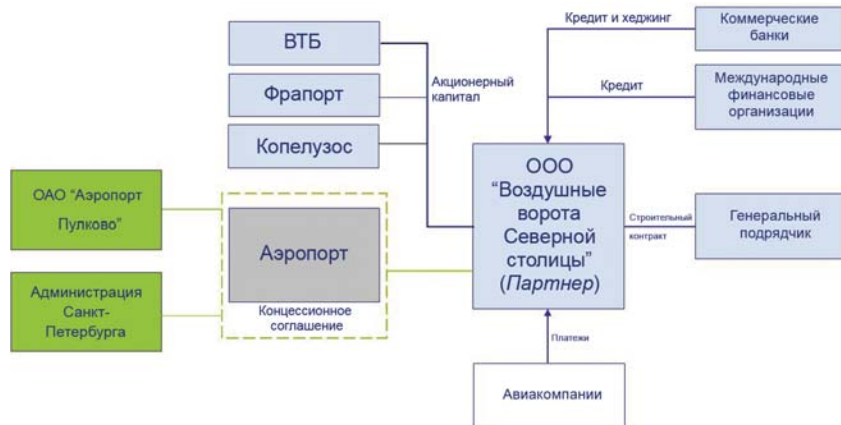 ВТБ
Фрапорт
Копелузос
Акционерный
капитал
Кредит и хеджинг
Коммерческие
банки
Кредит
Международные
финансовые
организации
ОАО “Аэропорт
Пулково”
Администрация
Санкт-
Петербурга
Аэропорт
Концессионное
соглашение
ООО
“Воздушные
ворота
Северной
столицы”
(Партнер)
Строительный
контракт
Генеральный
подрядчик
Платежи
Авиакомпании